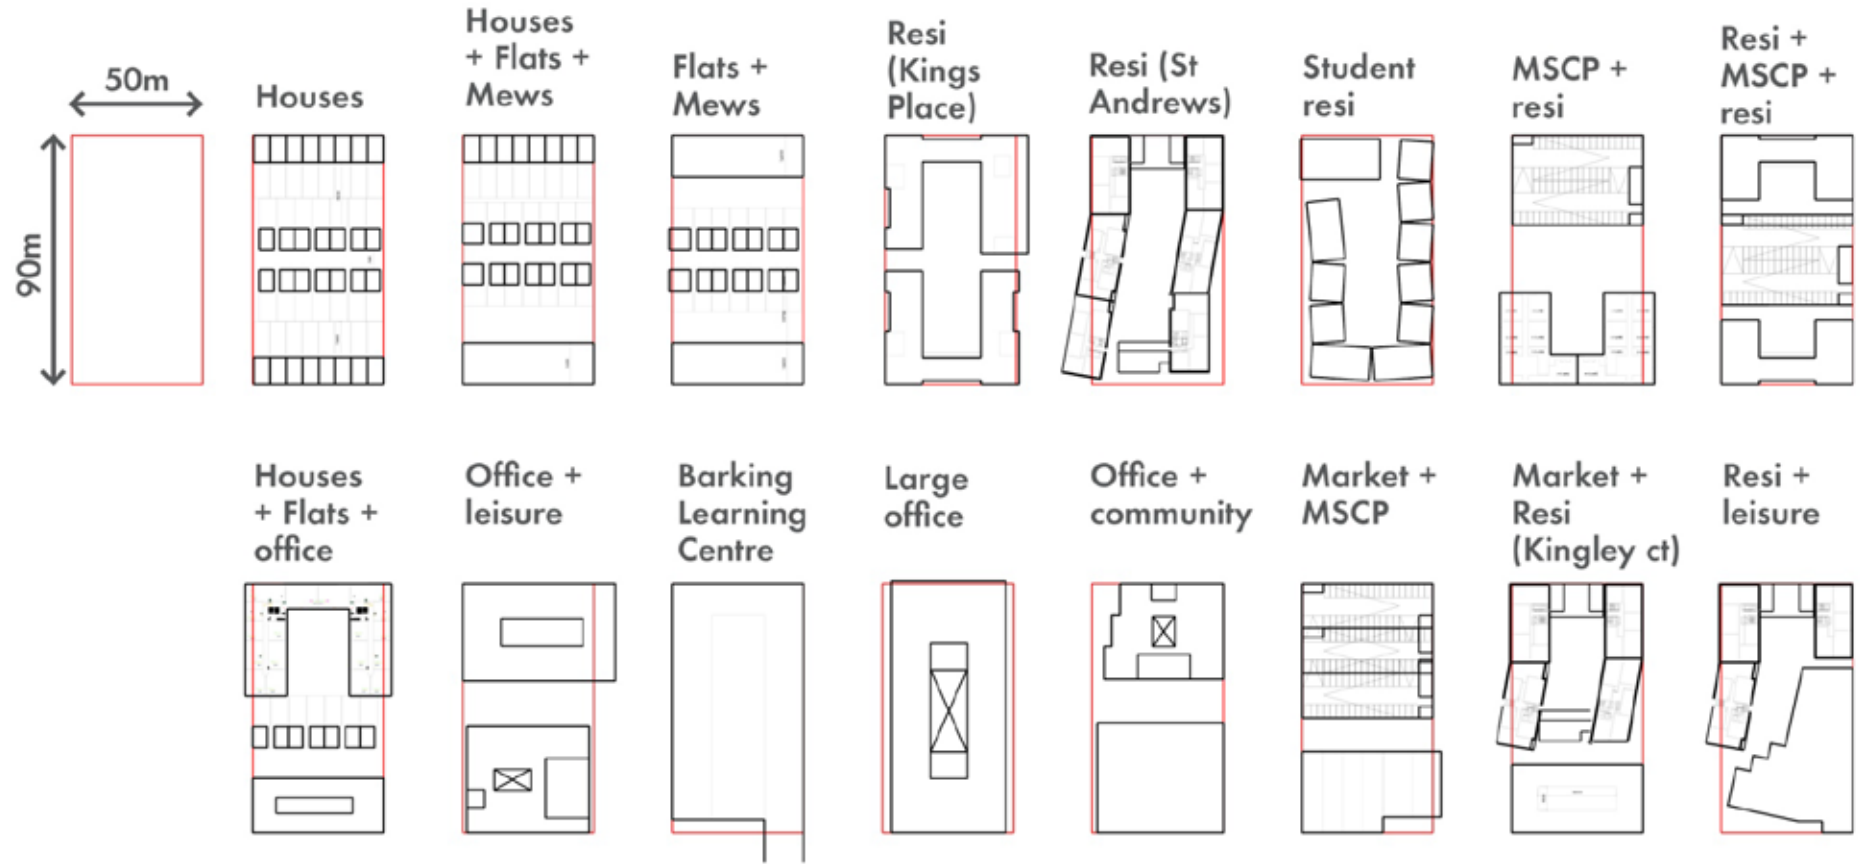 50m
90m
Houses
Houses
+ Flats +
Mews
Flats +
Mews
Resi
(Kings
Place)
Resi (St
Andrews)
Student
resi
MSCP +
resi
Resi +
MSCP +
resi
Houses
+ Flats +
office
Office +
leisure
Barking
Learning
Centre
Large
office
Office +
community
Market +
MSCP
Market +
Resi
(Kingley ct)
Resi +
leisure